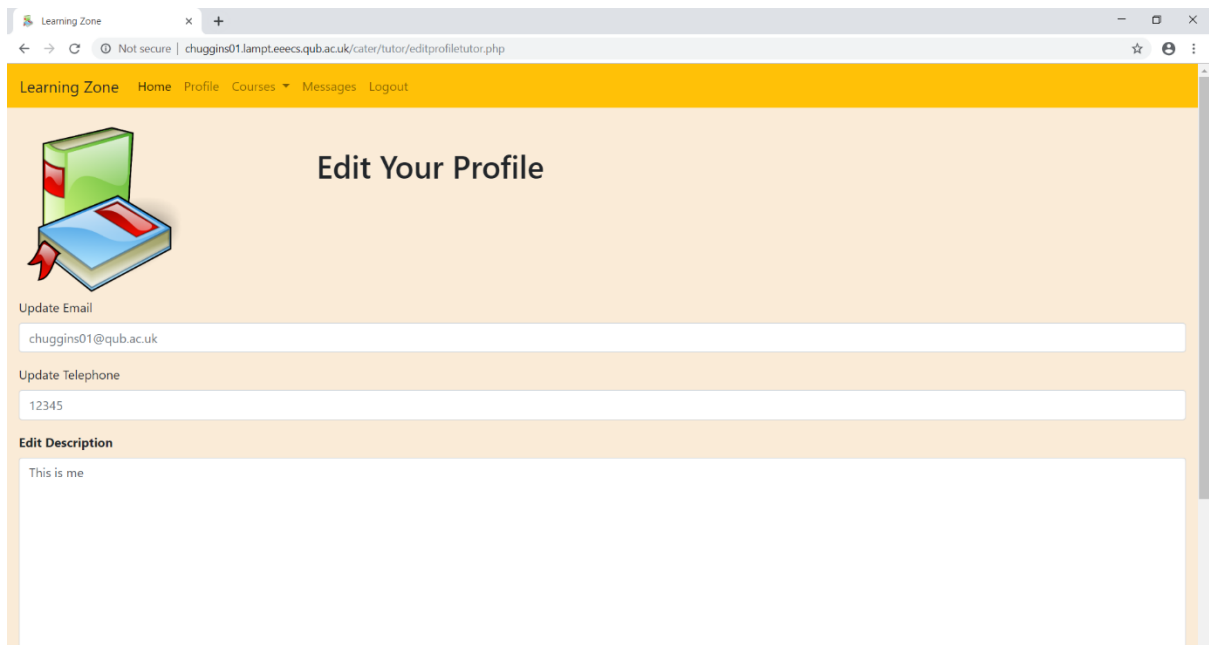 Learning Zone
Not secure | chuggins01.lampt.eeecs.qub.ac.uk/cater/tutor/editprofiletutor.php
Learning Zone Home Profile Courses Messages Logout
Edit Your Profile
Update Email
chuggins01@qub.ac.uk
Update Telephone
12345
Edit Description
This is me